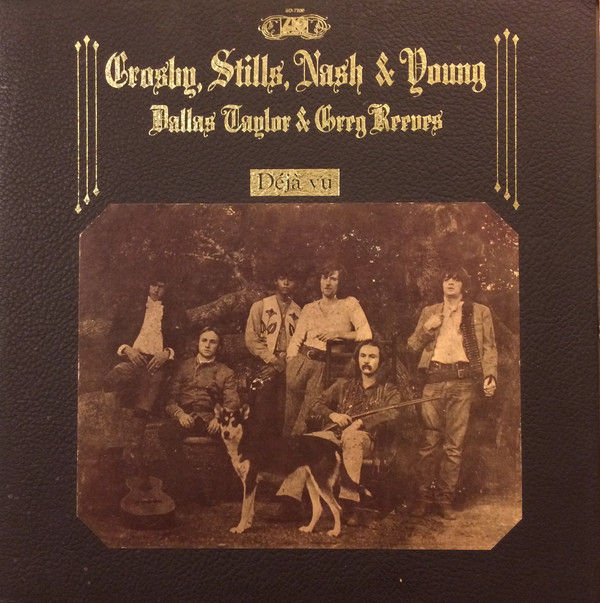 Crosby, Stills, Nash & Young
Dallas Taylor & Greg Reeves
Déjà vu